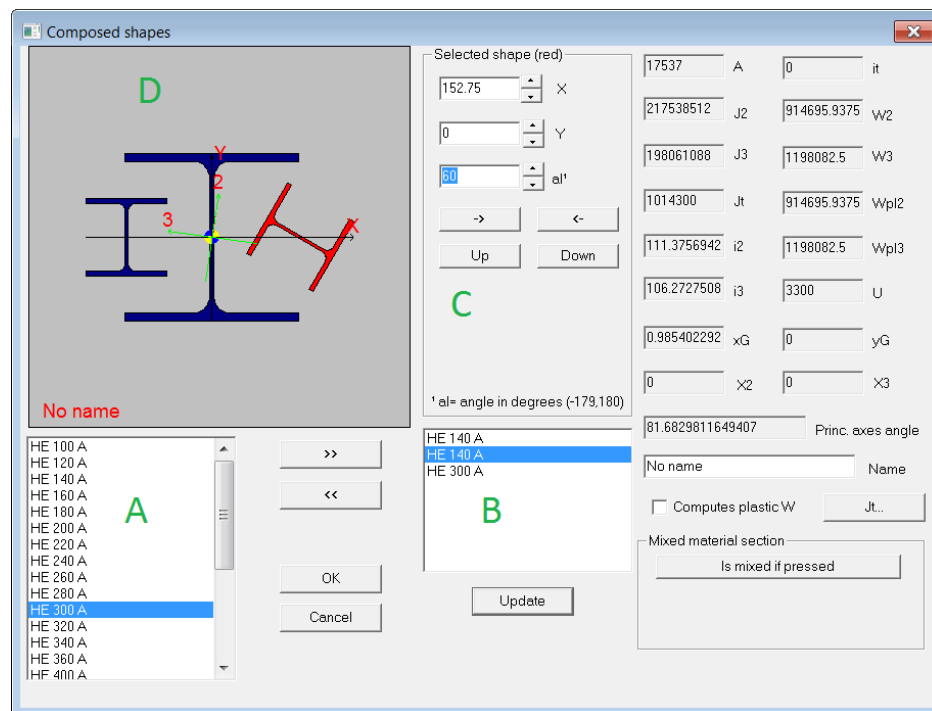 Composed shapes
D
Y
2
3
X
No name
Selected shape (red)
152.75 X
0 Y
60 al¹
-> <-
Up Down
C
¹ al= angle in degrees (-179,180)
17537 A 0 it
217538512 J2 914695.9375 W2
198061088 J3 1198082.5 W3
1014300 Jt 914695.9375 Wpl2
111.3756942 i2 1198082.5 Wpl3
106.2727508 i3 3300 U
0.985402292 xG 0 yG
0 X2 0 X3
81.6829811649407 Princ. axes angle
No name Name
Computes plastic W Jt...
Mixed material section
Is mixed if pressed
HE 100 A
HE 120 A
HE 140 A
HE 160 A
HE 180 A
HE 200 A
HE 220 A
HE 240 A
HE 260 A
HE 280 A
HE 300 A
HE 320 A
HE 340 A
HE 360 A
HE 400 A
A
>>
<<
OK
Cancel
HE 140 A
HE 140 A
HE 300 A
B
Update